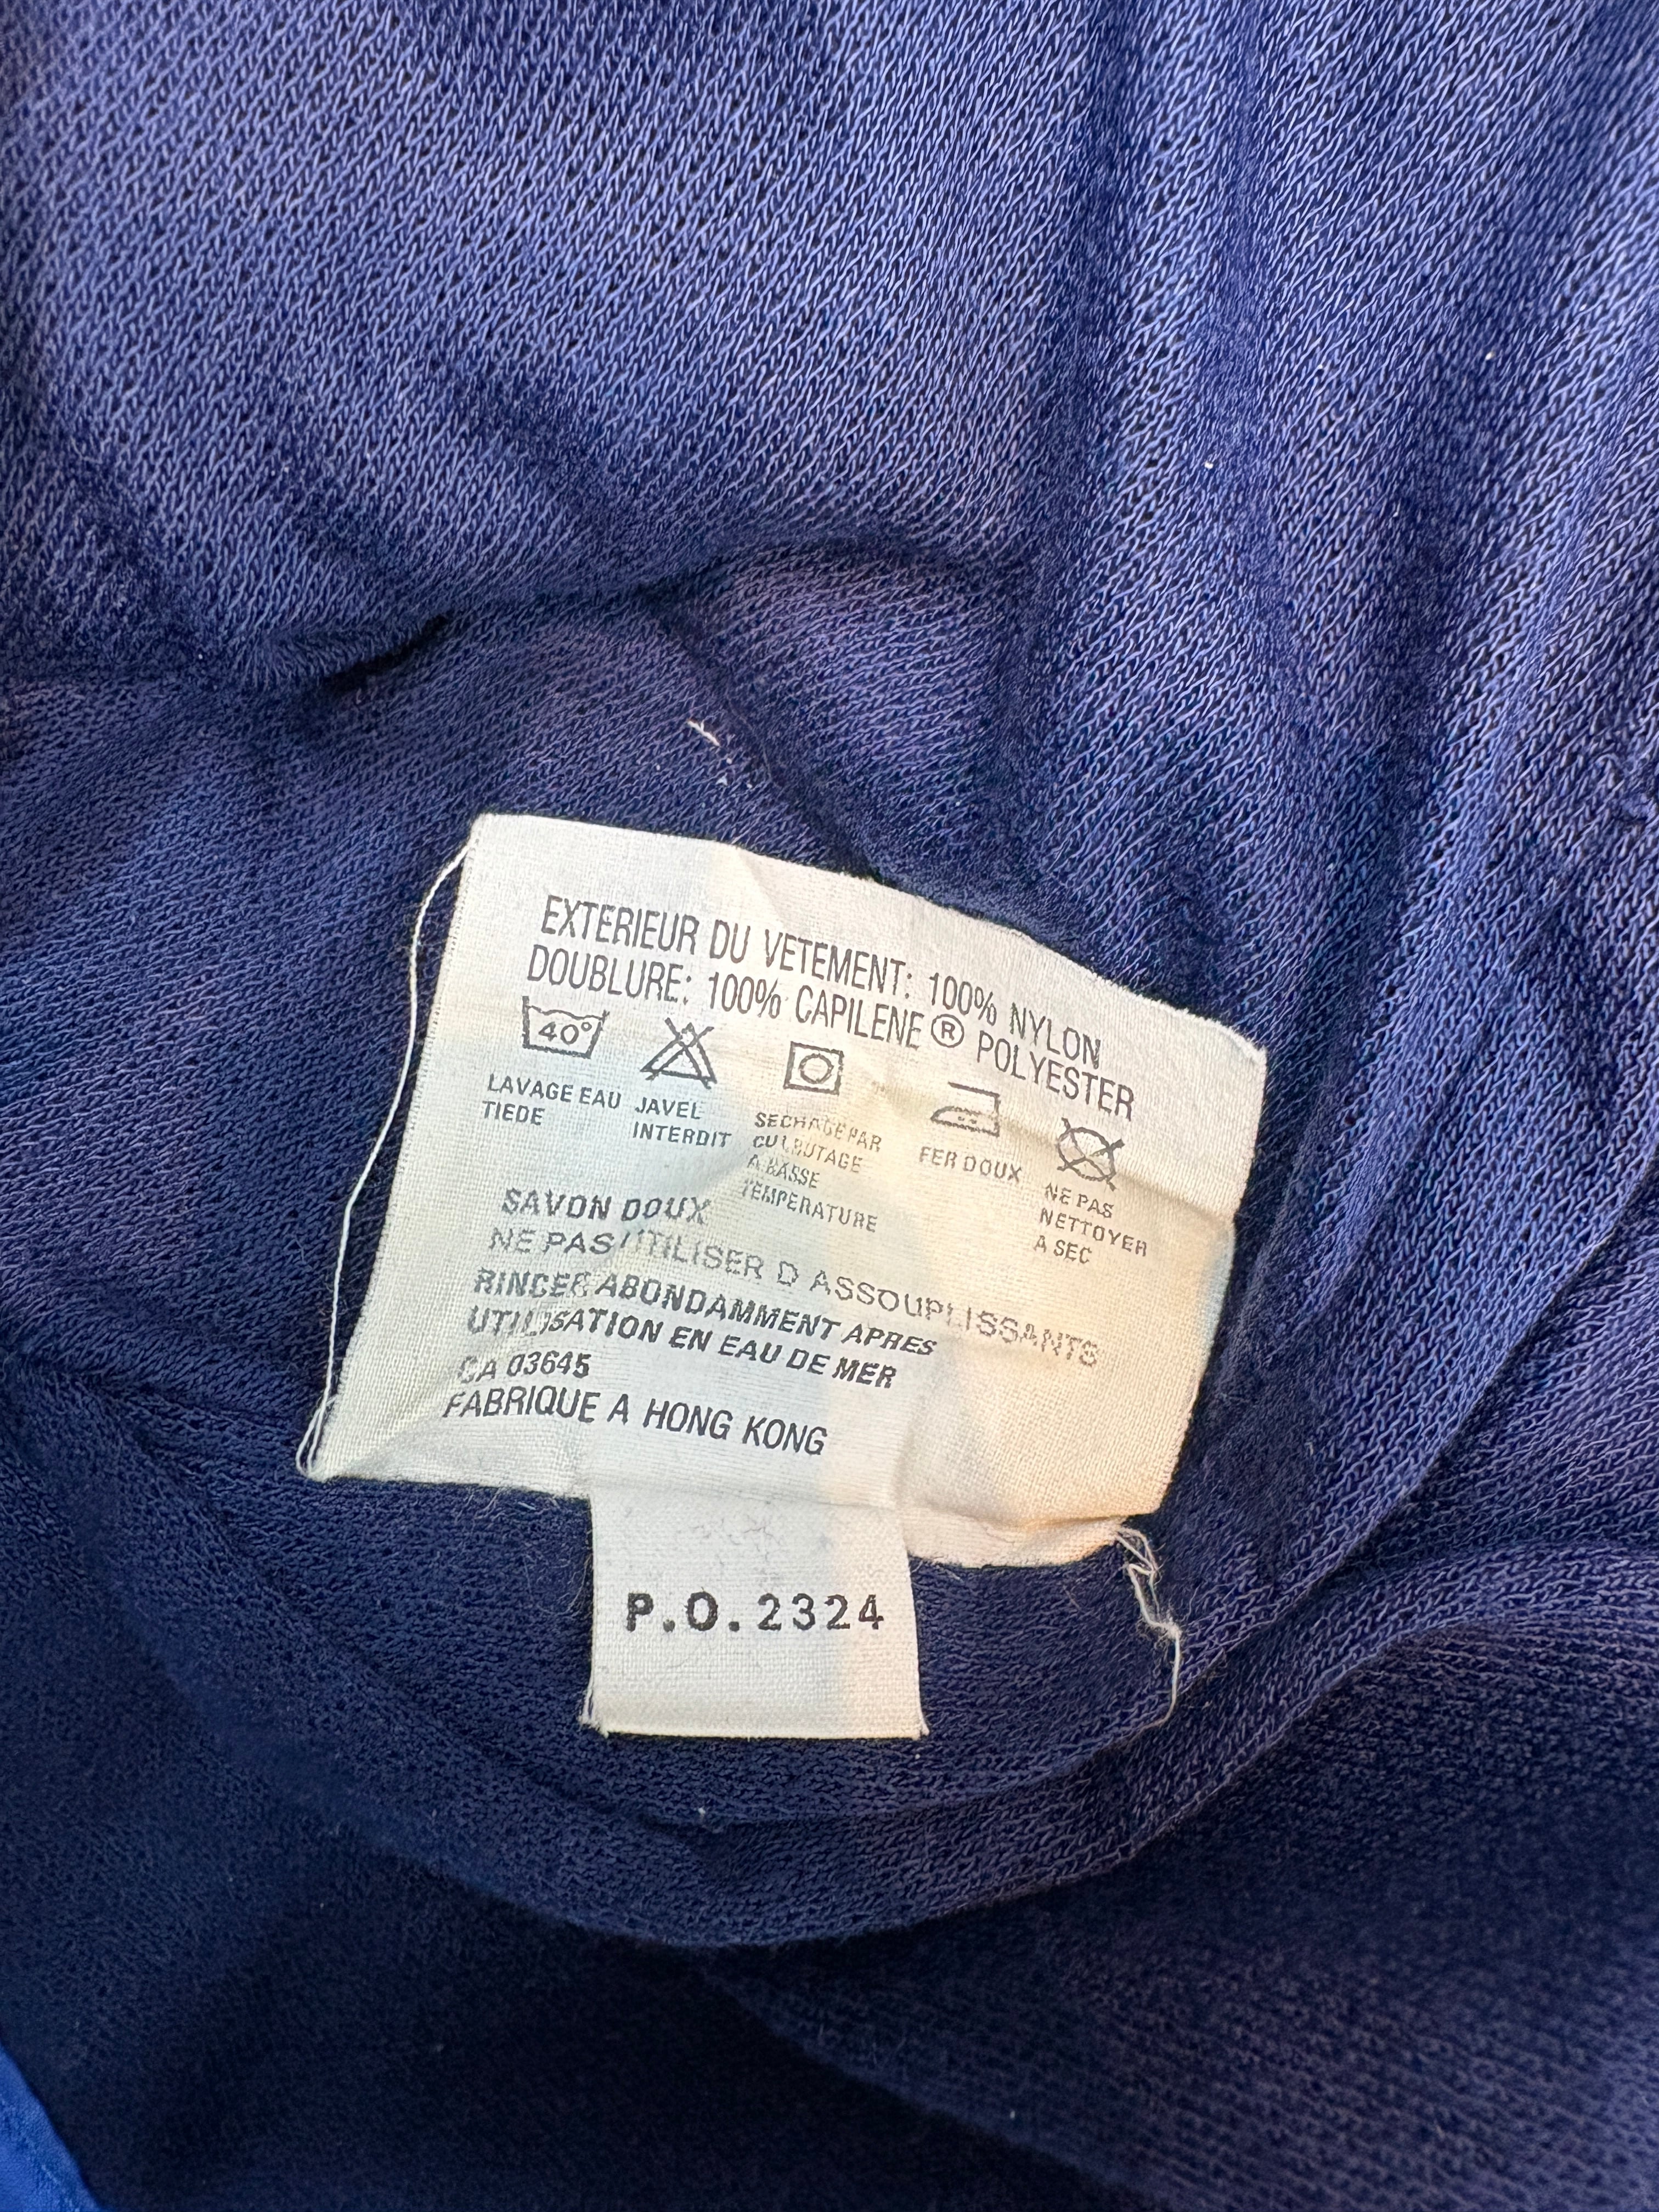 EXTERIEUR DU VETEMENT: 100% NYLON
DOUBLURE: 100% CAPILENE® POLYESTER
40°
LAVAGE EAU TIEDE
JAVEL INTERDIT
SECHAGE PAR CULBUTAGE A BASSE TEMPERATURE
FER DOUX
NE PAS NETTOYER A SEC
SAVON DOUX
NE PAS UTILISER D ASSOUPLISSANTS
RINCER ABONDAMMENT APRES
UTILISATION EN EAU DE MER
CA 03645
FABRIQUE A HONG KONG
P.O.2324